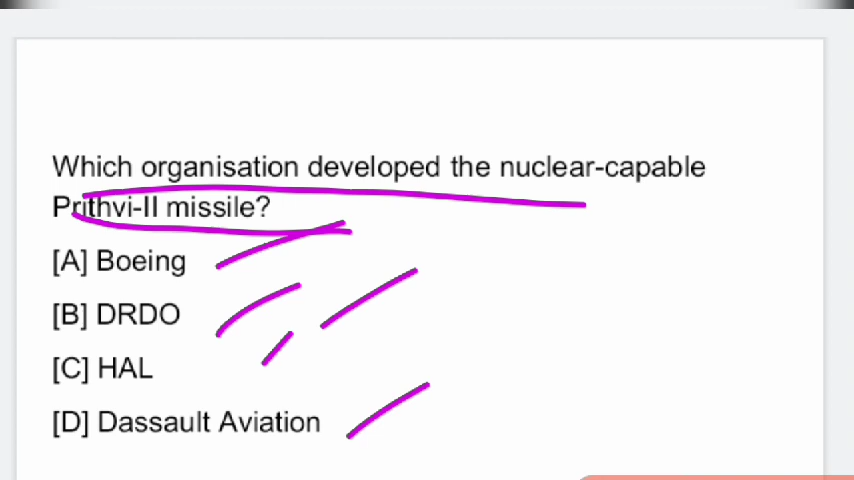 Which organisation developed the nuclear-capable
Prithvi-II missile?
[A] Boeing
[B] DRDO
[C] HAL
[D] Dassault Aviation